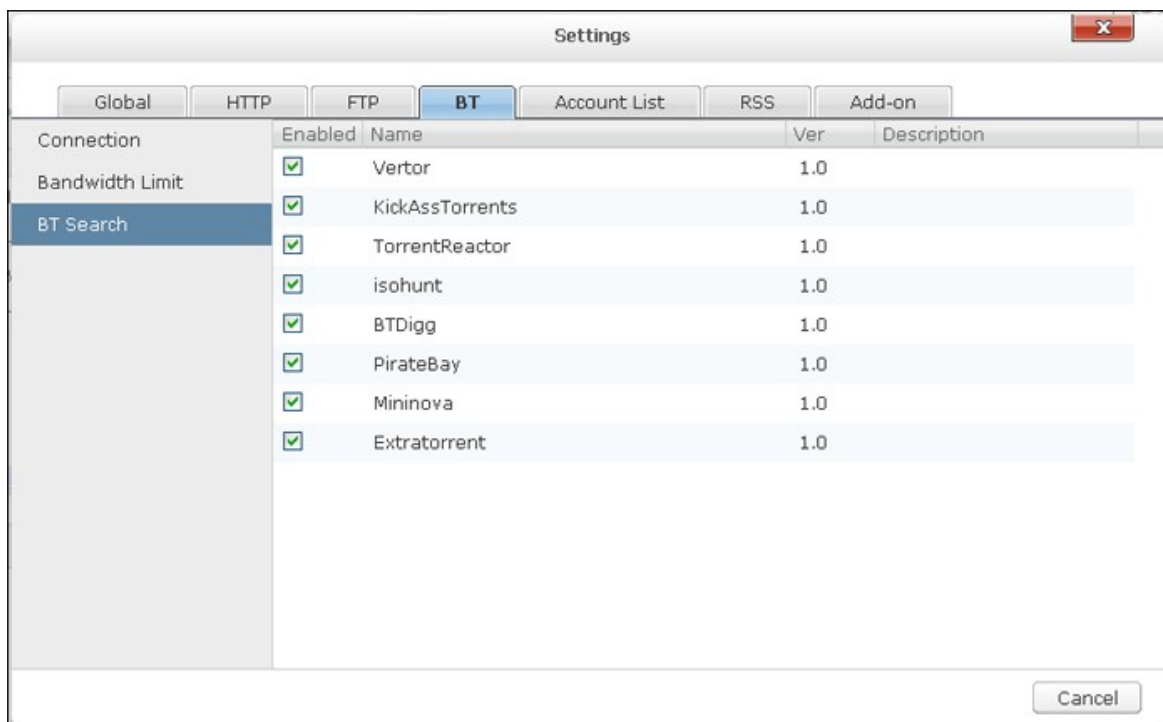 Settings
Global HTTP FTP BT Account List RSS Add-on
Connection
Bandwidth Limit
BT Search
Enabled Name Ver Description
Vertor 1.0
KickAssTorrents 1.0
TorrentReactor 1.0
isohunt 1.0
BTDigg 1.0
PirateBay 1.0
Mininova 1.0
Extratorrent 1.0
Cancel